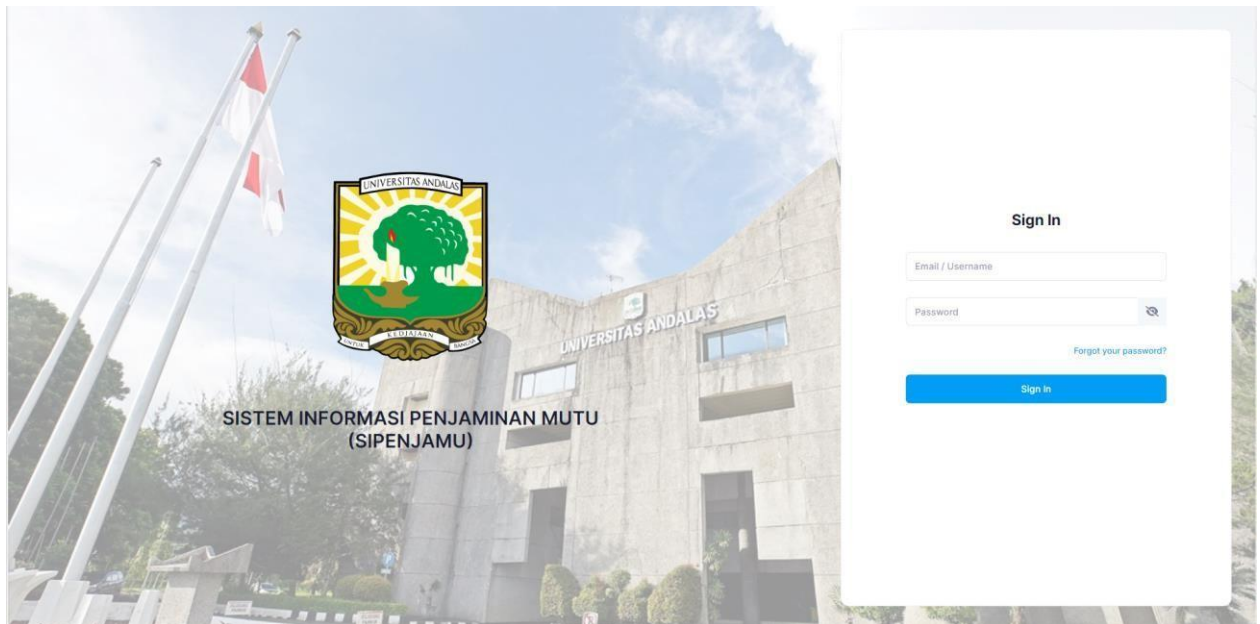 UNIVERSITAS ANDALAS
UNTUK KEDJAJAAN BANGSA
UNIVERSITAS ANDALAS
SISTEM INFORMASI PENJAMINAN MUTU
(SIPENJAMU)
Sign In
Email / Username
Password
Forgot your password?
Sign In